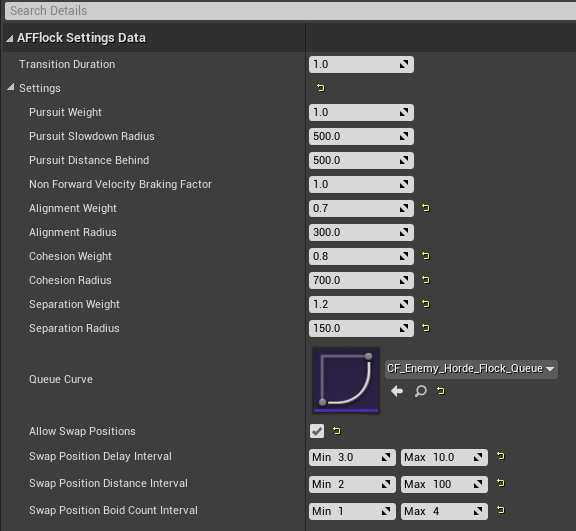 Search Details
AFFlock Settings Data
Transition Duration 1.0
Settings
Pursuit Weight 1.0
Pursuit Slowdown Radius 500.0
Pursuit Distance Behind 500.0
Non Forward Velocity Braking Factor 1.0
Alignment Weight 0.7
Alignment Radius 300.0
Cohesion Weight 0.8
Cohesion Radius 700.0
Separation Weight 1.2
Separation Radius 150.0
Queue Curve CF_Enemy_Horde_Flock_Queue
Allow Swap Positions
Swap Position Delay Interval Min 3.0 Max 10.0
Swap Position Distance Interval Min 2 Max 100
Swap Position Boid Count Interval Min 1 Max 4